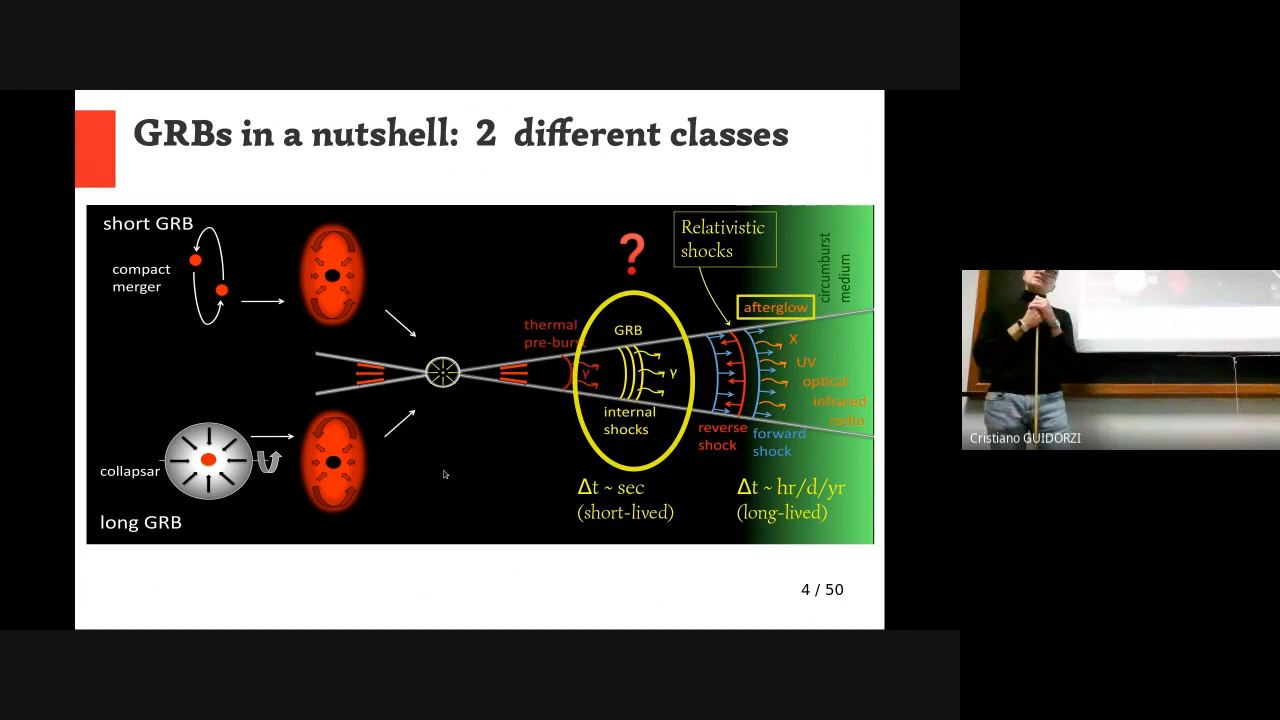 GRBs in a nutshell: 2 different classes
short GRB
compact
merger
collapsar
long GRB
thermal
pre-burst
γ
?
GRB
γ
internal
shocks
Δt ~ sec
(short-lived)
Relativistic
shocks
circumburst
medium
afterglow
X
UV
optical
infrared
radio
reverse
shock
forward
shock
Δt ~ hr/d/yr
(long-lived)
4 / 50
Cristiano GUIDORZI